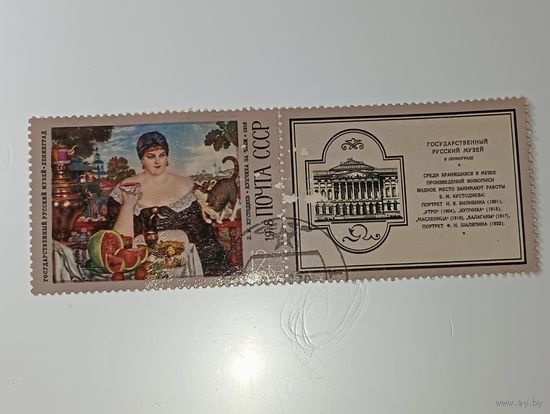 ГОСУДАРСТВЕННЫЙ РУССКИЙ МУЗЕЙ • ЛЕНИНГРАД
Б. КУСТОДИЕВ • КУПЧИХА ЗА ЧАЕМ • 1918
1978 ПОЧТА СССР
ГОСУДАРСТВЕННЫЙ
РУССКИЙ МУЗЕЙ
В ЛЕНИНГРАДЕ
СРЕДИ ХРАНЯЩИХСЯ В МУЗЕЕ
ПРОИЗВЕДЕНИЙ ЖИВОПИСИ
ВИДНОЕ МЕСТО ЗАНИМАЮТ РАБОТЫ
Б. М. КУСТОДИЕВА:
ПОРТРЕТ И. Я. БИЛИБИНА (1901),
"УТРО" (1904), "КУПЧИХА" (1915),
"МАСЛЕНИЦА" (1916), "БАЛАГАНЫ" (1917),
ПОРТРЕТ Ф. И. ШАЛЯПИНА (1922).
www.ay.by